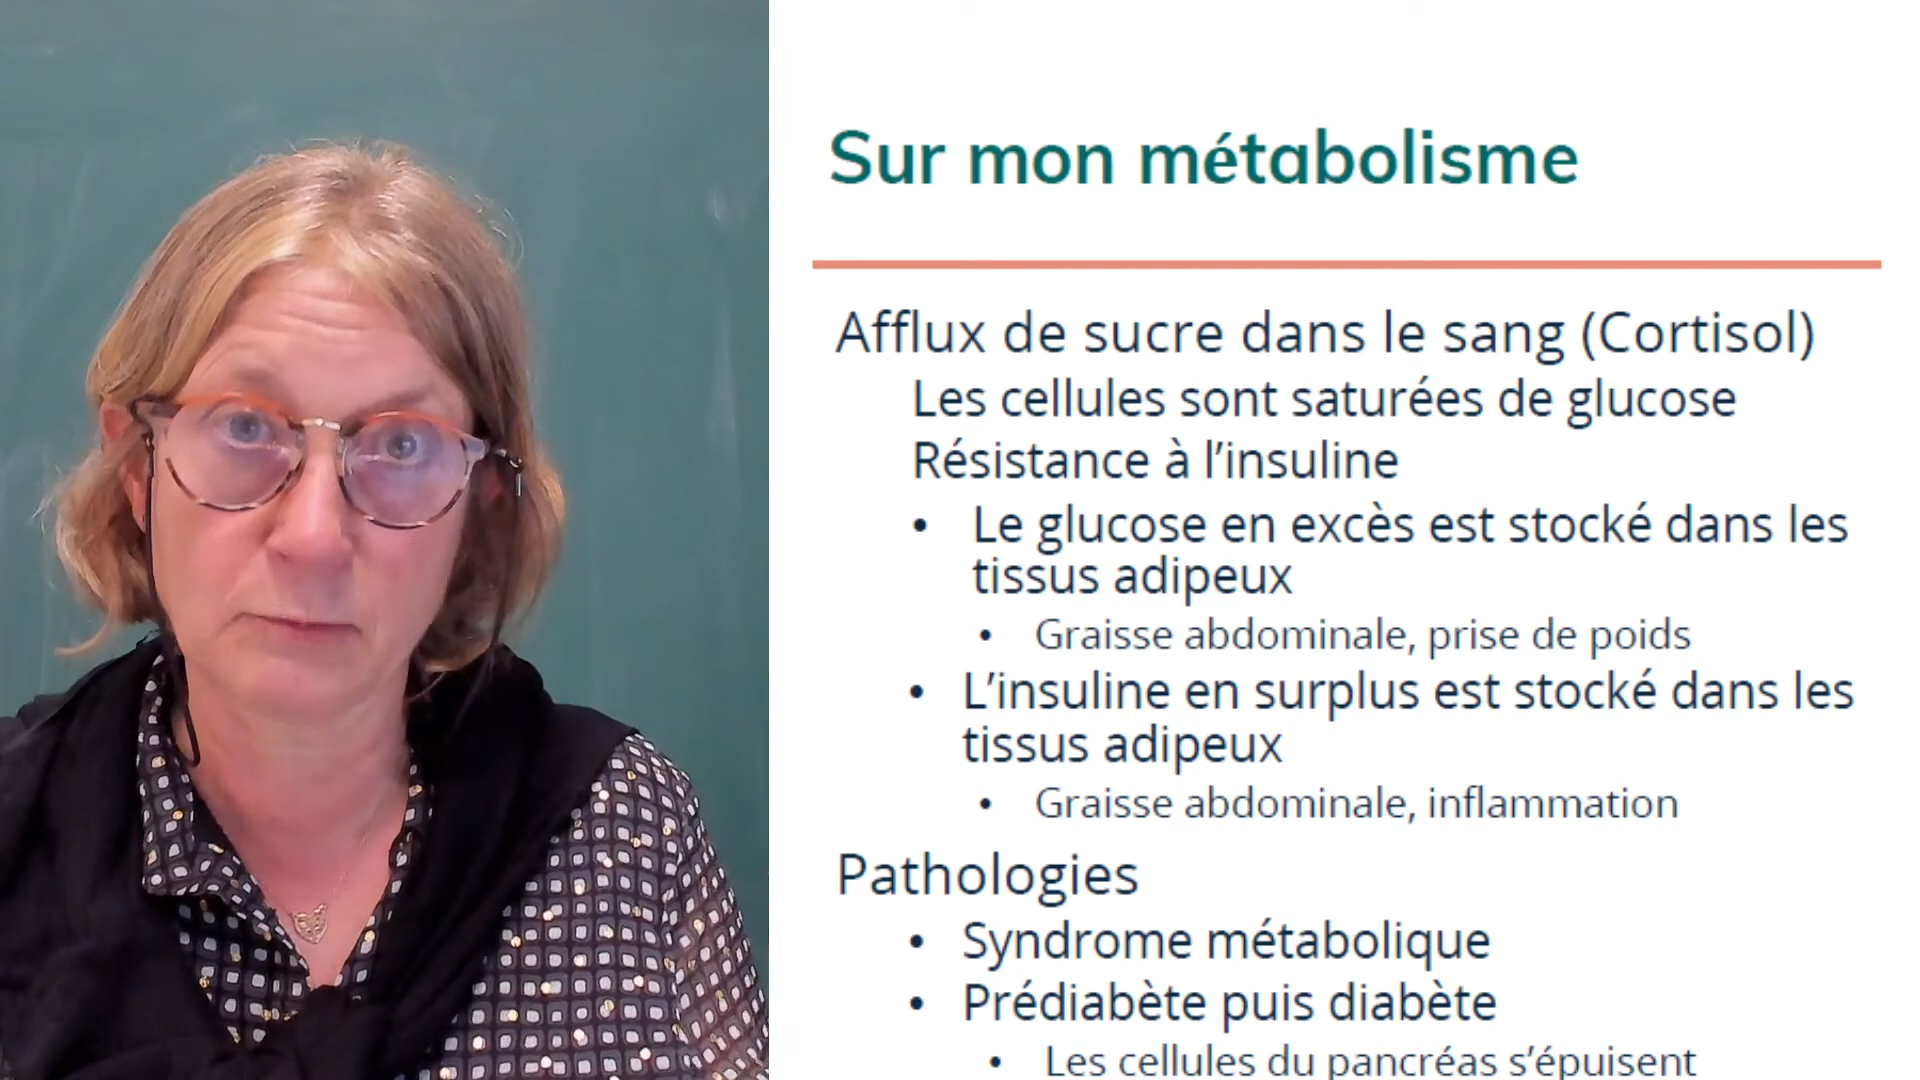 Sur mon métabolisme
Afflux de sucre dans le sang (Cortisol)
Les cellules sont saturées de glucose
Résistance à l’insuline
• Le glucose en excès est stocké dans les
tissus adipeux
• Graisse abdominale, prise de poids
• L’insuline en surplus est stocké dans les
tissus adipeux
• Graisse abdominale, inflammation
Pathologies
• Syndrome métabolique
• Prédiabète puis diabète
• Les cellules du pancréas s’épuisent